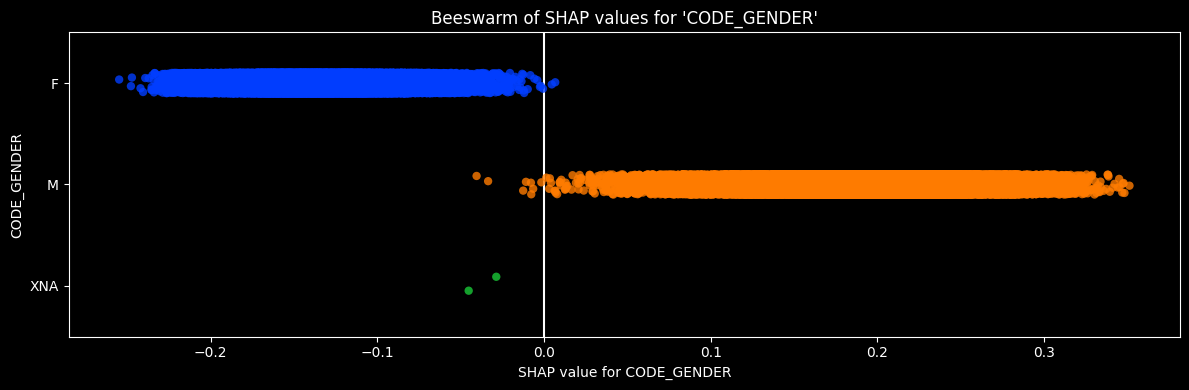 Beeswarm of SHAP values for 'CODE_GENDER'
CODE_GENDER
F
M
XNA
−0.2
−0.1
0.0
0.1
0.2
0.3
SHAP value for CODE_GENDER